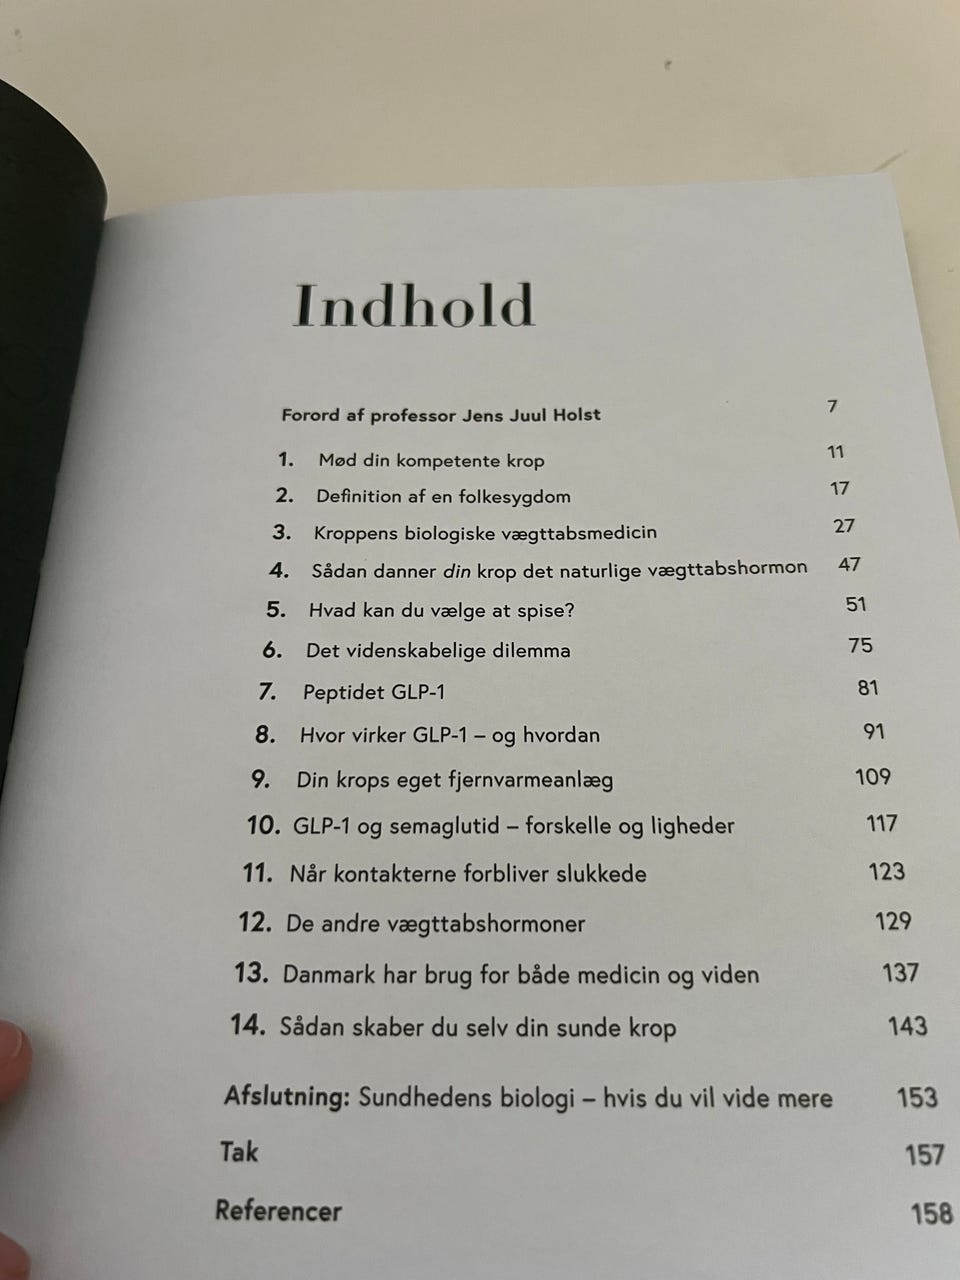 Indhold
Forord af professor Jens Juul Holst 7
1. Mød din kompetente krop 11
2. Definition af en folkesygdom 17
3. Kroppens biologiske vægttabsmedicin 27
4. Sådan danner din krop det naturlige vægttabshormon 47
5. Hvad kan du vælge at spise? 51
6. Det videnskabelige dilemma 75
7. Peptidet GLP-1 81
8. Hvor virker GLP-1 – og hvordan 91
9. Din krops eget fjernvarmeanlæg 109
10. GLP-1 og semaglutid – forskelle og ligheder 117
11. Når kontakterne forbliver slukkede 123
12. De andre vægttabshormoner 129
13. Danmark har brug for både medicin og viden 137
14. Sådan skaber du selv din sunde krop 143
Afslutning: Sundhedens biologi – hvis du vil vide mere 153
Tak 157
Referencer 158